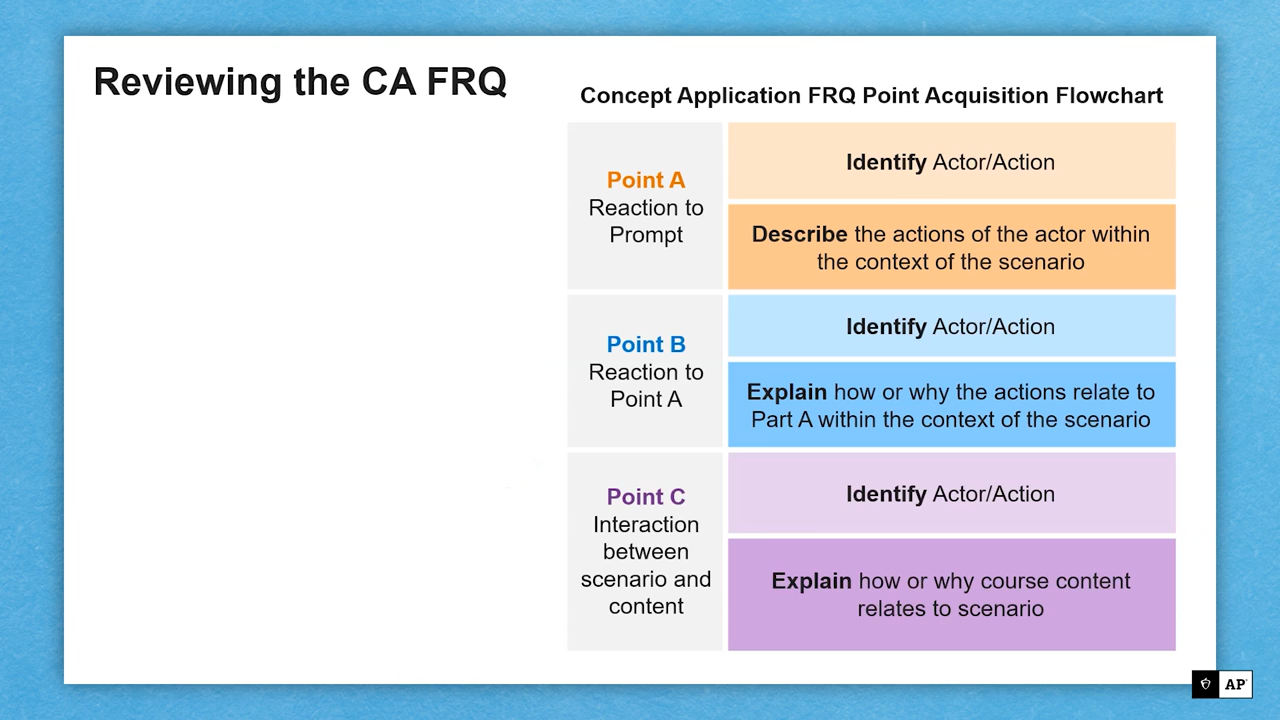 Reviewing the CA FRQ
Concept Application FRQ Point Acquisition Flowchart
Point A
Reaction to
Prompt
Identify Actor/Action
Describe the actions of the actor within
the context of the scenario
Point B
Reaction to
Point A
Identify Actor/Action
Explain how or why the actions relate to
Part A within the context of the scenario
Point C
Interaction
between
scenario and
content
Identify Actor/Action
Explain how or why course content
relates to scenario
AP